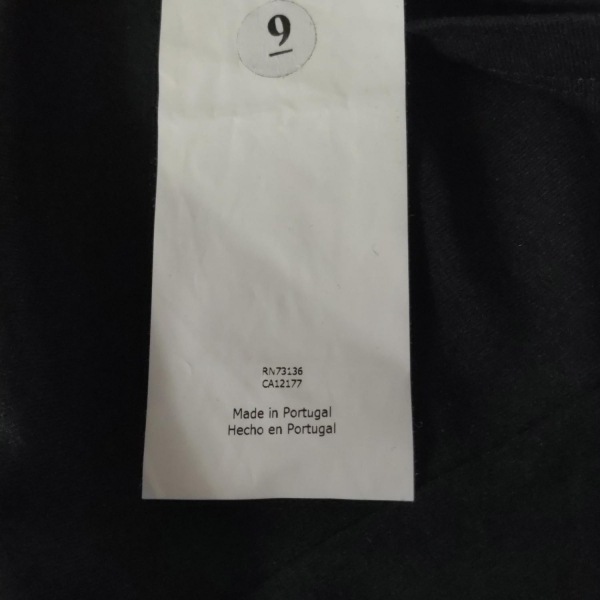 9
RN73136
CA12177
Made in Portugal
Hecho en Portugal